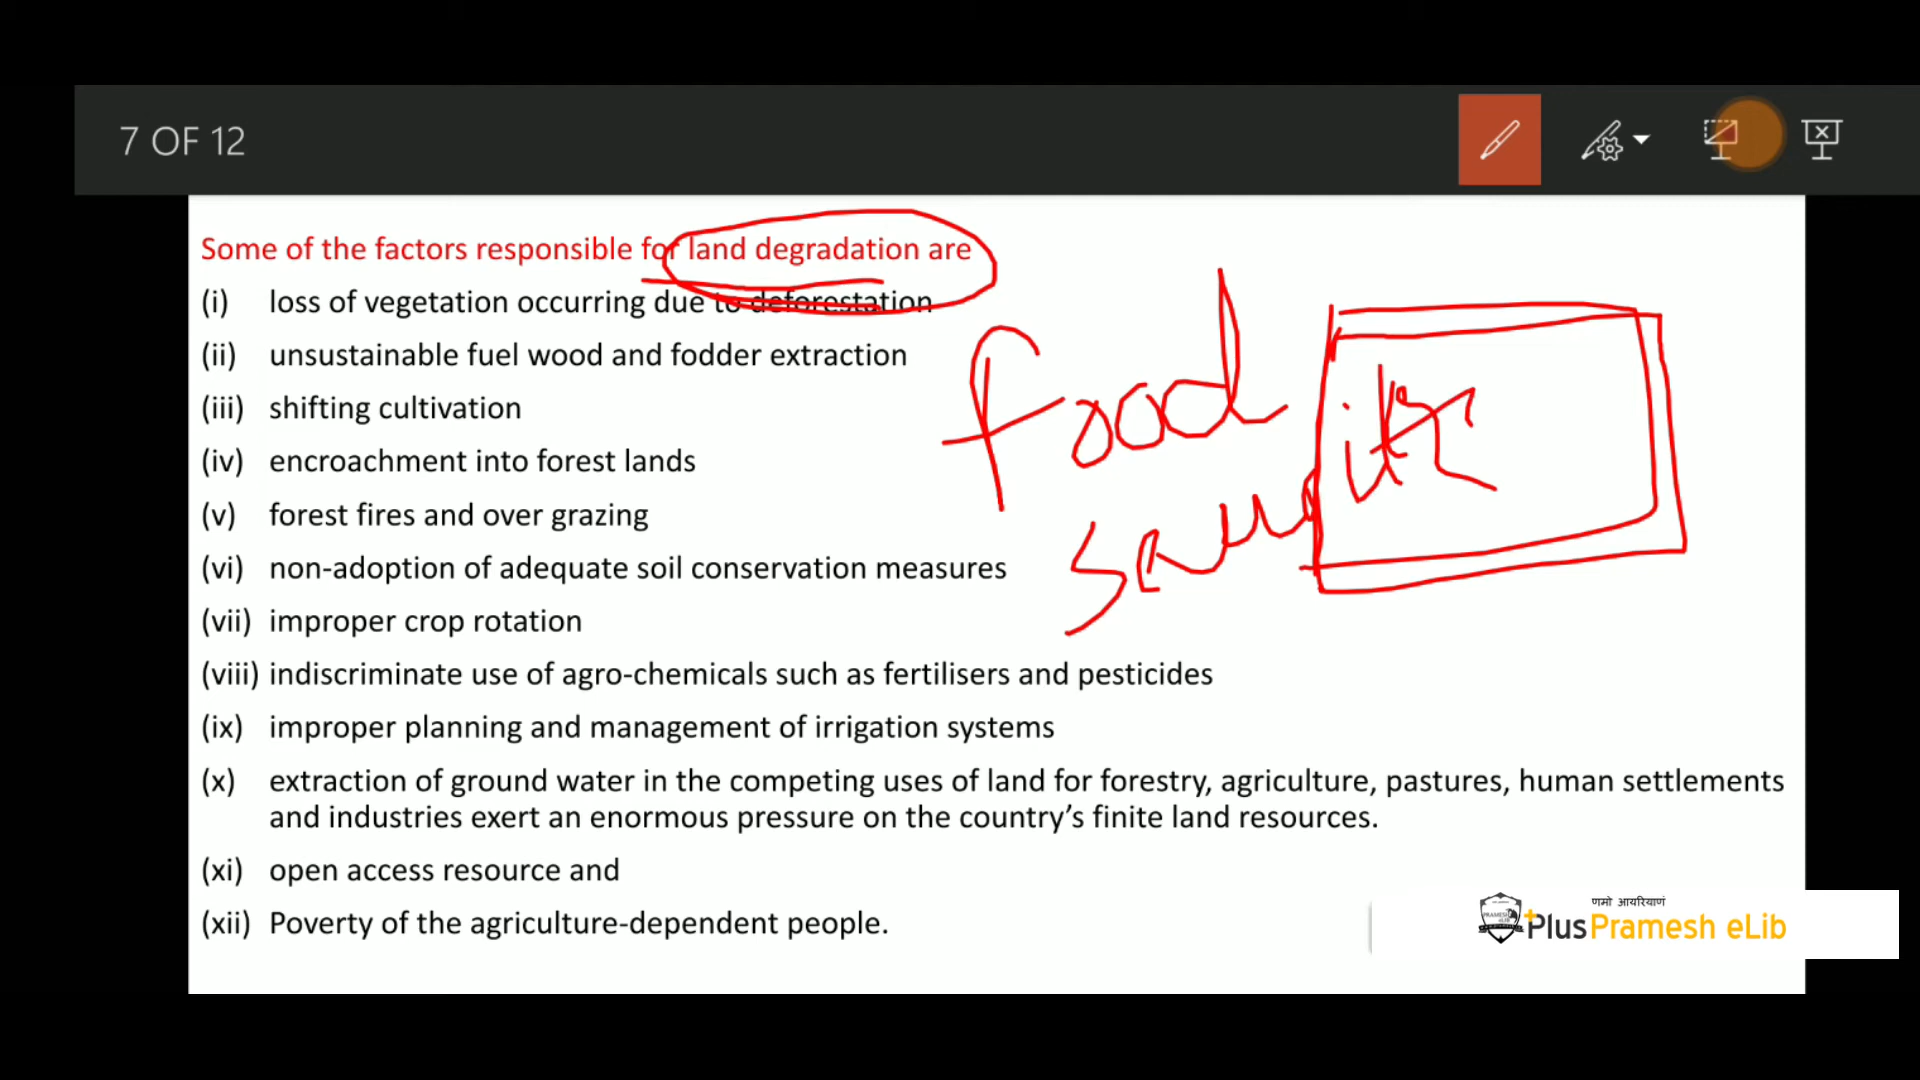 7 OF 12
Some of the factors responsible for land degradation are
(i) loss of vegetation occurring due to deforestation
(ii) unsustainable fuel wood and fodder extraction
(iii) shifting cultivation
(iv) encroachment into forest lands
(v) forest fires and over grazing
(vi) non-adoption of adequate soil conservation measures
(vii) improper crop rotation
(viii) indiscriminate use of agro-chemicals such as fertilisers and pesticides
(ix) improper planning and management of irrigation systems
(x) extraction of ground water in the competing uses of land for forestry, agriculture, pastures, human settlements
and industries exert an enormous pressure on the country’s finite land resources.
(xi) open access resource and
(xii) Poverty of the agriculture-dependent people.
food
णमो आयरियाणं
+PlusPramesh eLib